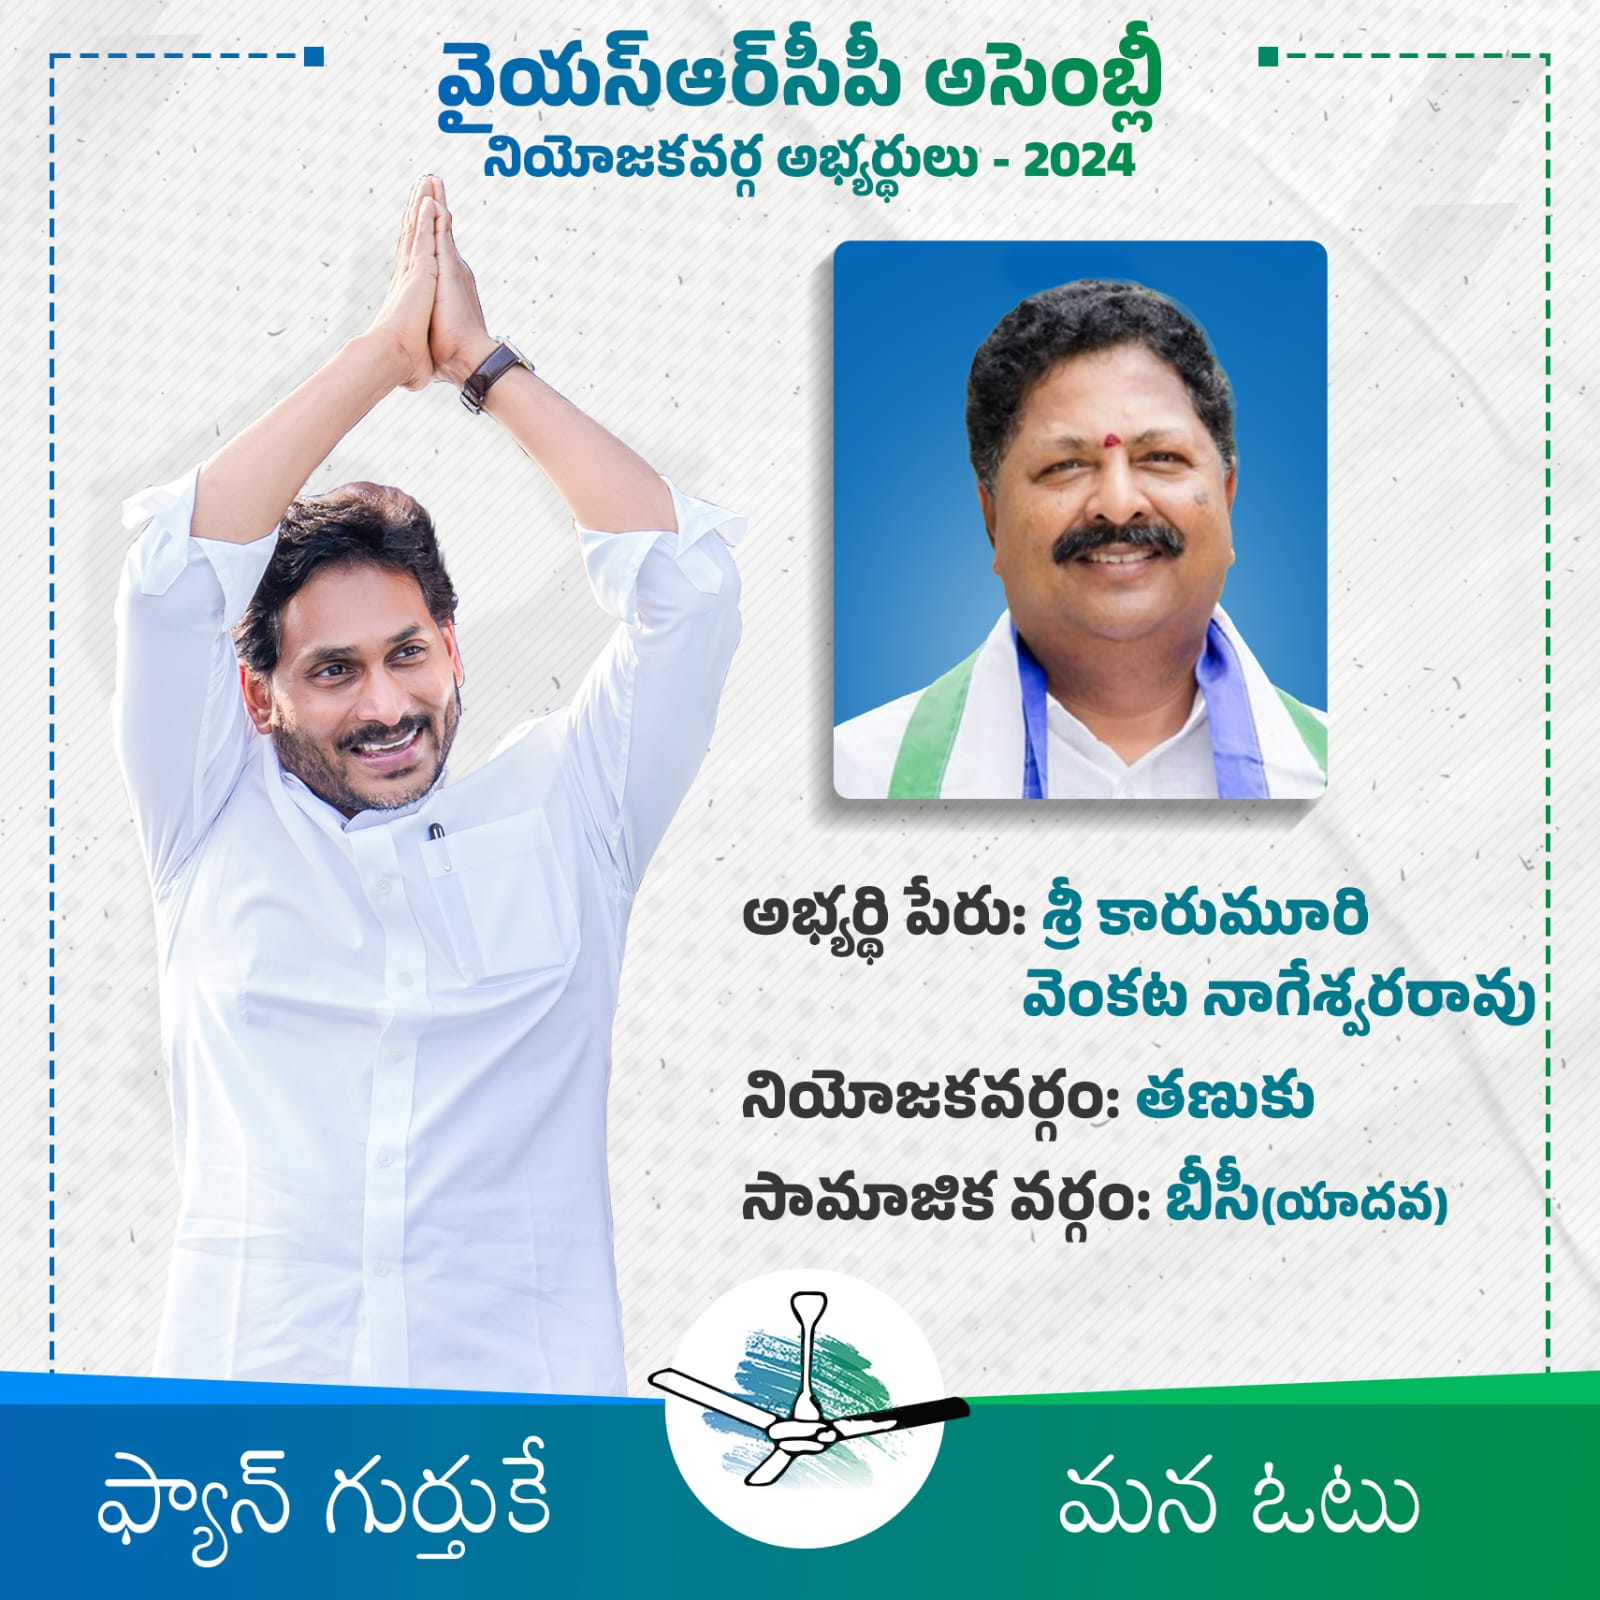 వైయస్ఆర్‌సీపీ అసెంబ్లీ
నియోజకవర్గ అభ్యర్థులు - 2024
అభ్యర్థి పేరు: శ్రీ కారుమూరి
వెంకట నాగేశ్వరరావు
నియోజకవర్గం: తణుకు
సామాజిక వర్గం: బీసీ(యాదవ)
ఫ్యాన్ గుర్తుకే మన ఓటు